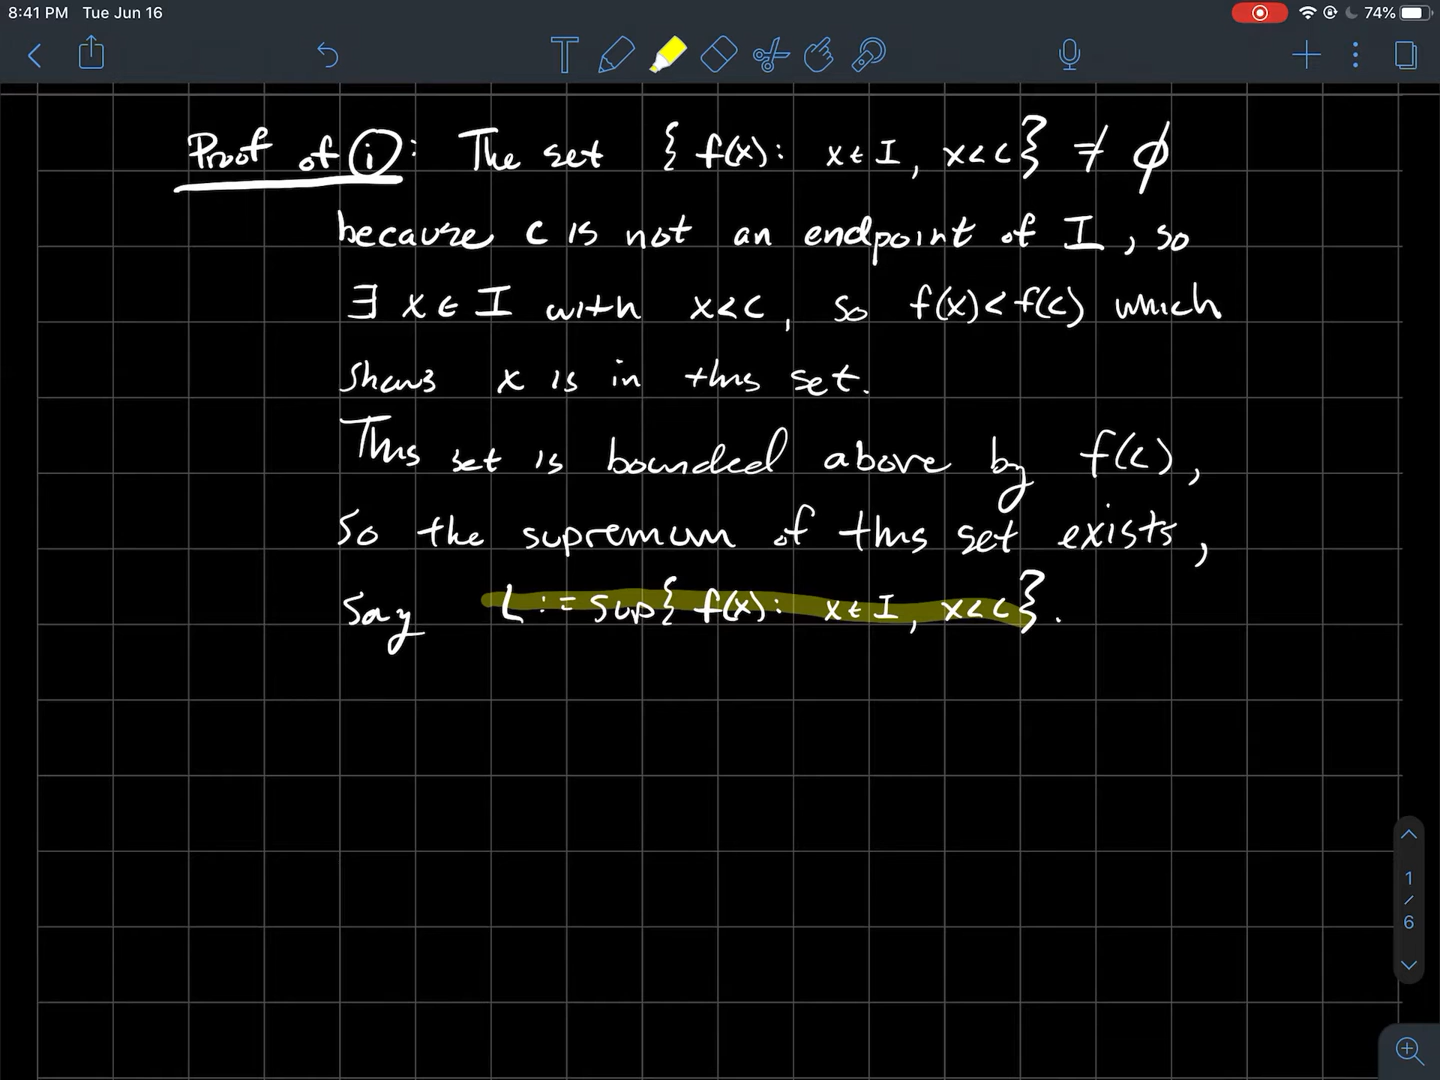 8:41 PM Tue Jun 16
74%
Proof of (i): The set { f(x): x ∈ I, x < c } ≠ ∅
because c is not an endpoint of I, so
∃ x ∈ I with x < c, so f(x) < f(c) which
shows x is in this set.
This set is bounded above by f(c),
so the supremum of this set exists,
say L := sup{ f(x): x ∈ I, x < c }.
1
/
6